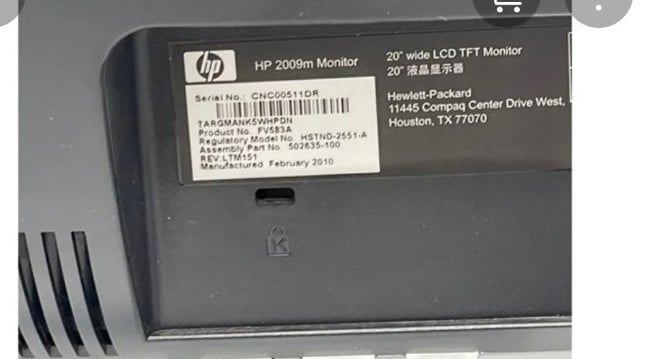 hp
HP 2009m Monitor
20" wide LCD TFT Monitor
20" 液晶显示器
Hewlett-Packard
11445 Compaq Center Drive West,
Houston, TX 77070
Serial No.: CNC00511DR
TARGMANK5WHPDN
Product No. FV583A
Regulatory Model No. HSTND-2551-A
Assembly Part No. 502635-100
REV:LTM151
Manufactured February 2010
K